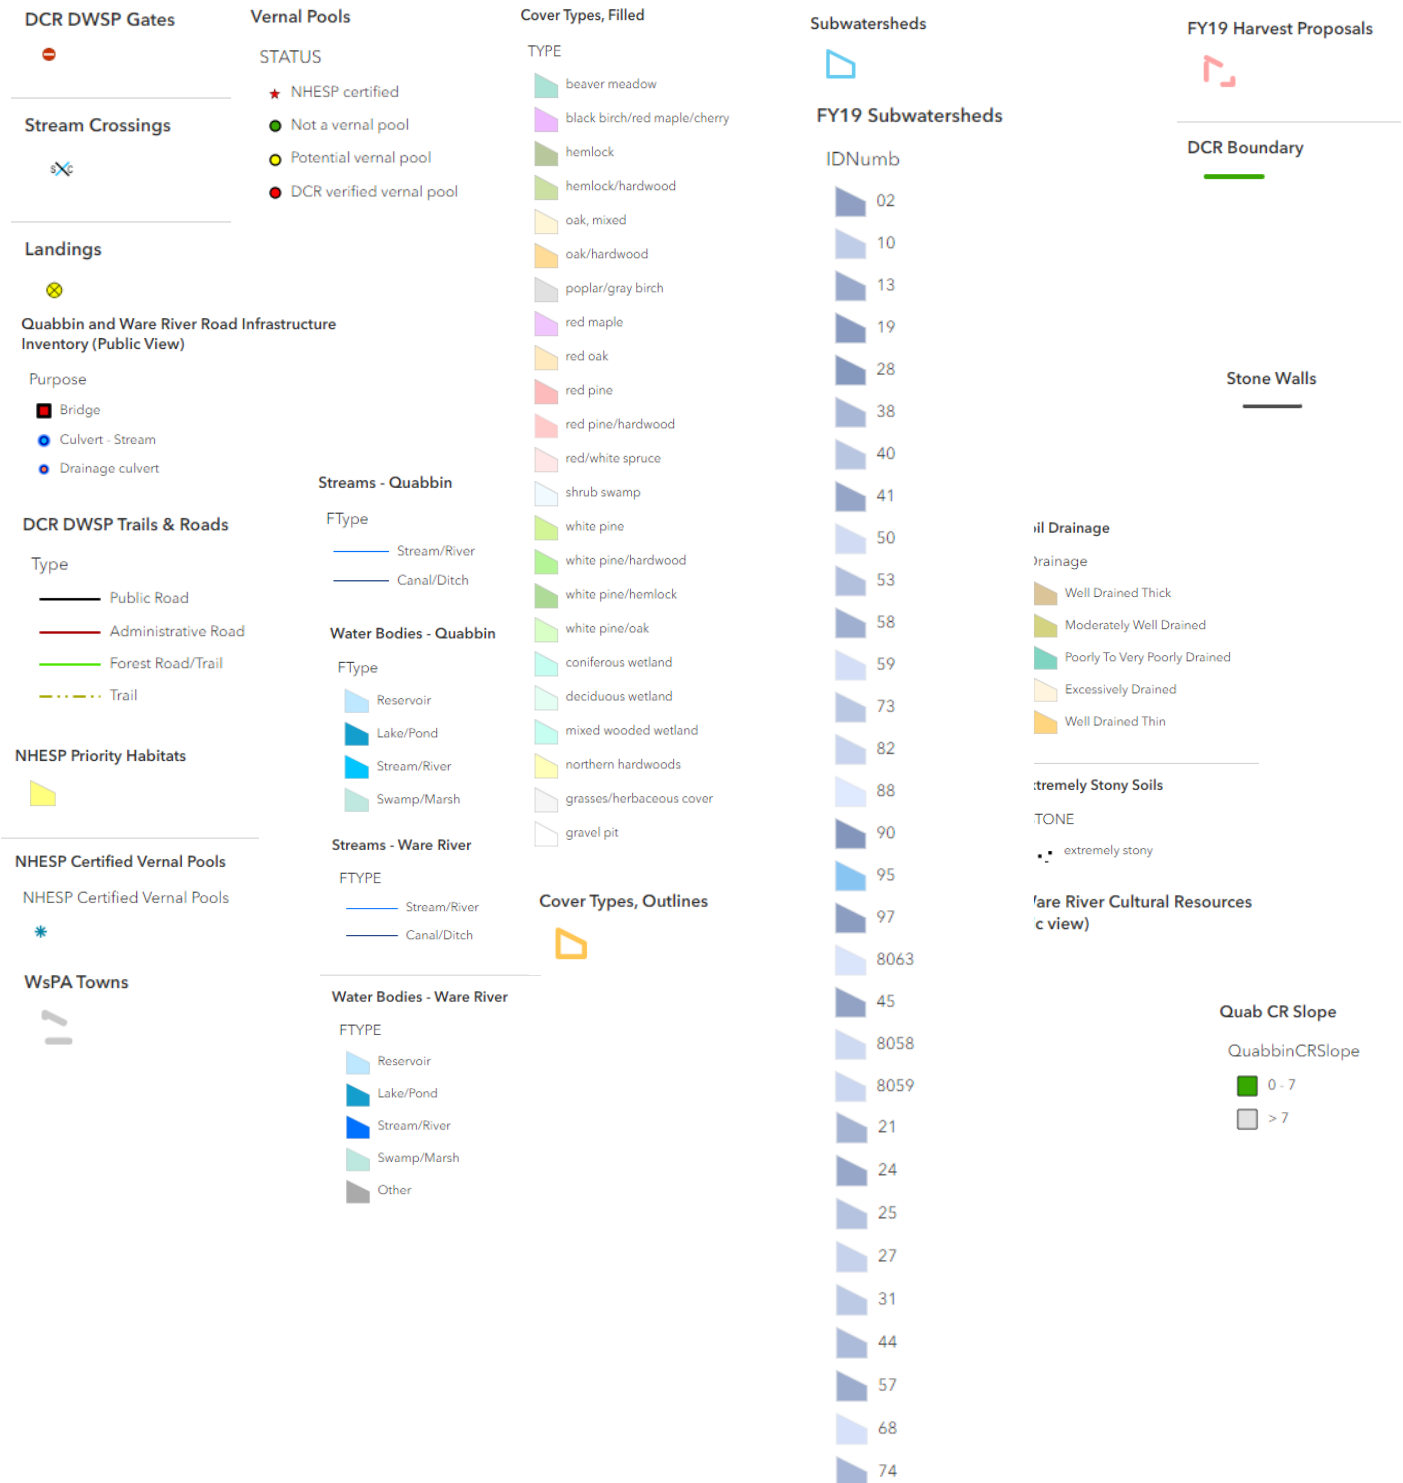 DCR DWSP Gates
Stream Crossings
S C
Landings
Quabbin and Ware River Road Infrastructure
Inventory (Public View)
Purpose
Bridge
Culvert - Stream
Drainage culvert
DCR DWSP Trails & Roads
Type
Public Road
Administrative Road
Forest Road/Trail
Trail
NHESP Priority Habitats
NHESP Certified Vernal Pools
NHESP Certified Vernal Pools
WsPA Towns
Vernal Pools
STATUS
NHESP certified
Not a vernal pool
Potential vernal pool
DCR verified vernal pool
Streams - Quabbin
FType
Stream/River
Canal/Ditch
Water Bodies - Quabbin
FType
Reservoir
Lake/Pond
Stream/River
Swamp/Marsh
Streams - Ware River
FTYPE
Stream/River
Canal/Ditch
Water Bodies - Ware River
FTYPE
Reservoir
Lake/Pond
Stream/River
Swamp/Marsh
Other
Cover Types, Filled
TYPE
beaver meadow
black birch/red maple/cherry
hemlock
hemlock/hardwood
oak, mixed
oak/hardwood
poplar/gray birch
red maple
red oak
red pine
red pine/hardwood
red/white spruce
shrub swamp
white pine
white pine/hardwood
white pine/hemlock
white pine/oak
coniferous wetland
deciduous wetland
mixed wooded wetland
northern hardwoods
grasses/herbaceous cover
gravel pit
Cover Types, Outlines
Subwatersheds
FY19 Subwatersheds
IDNumb
02
10
13
19
28
38
40
41
50
53
58
59
73
82
88
90
95
97
8063
45
8058
8059
21
24
25
27
31
44
57
68
74
FY19 Harvest Proposals
DCR Boundary
Stone Walls
il Drainage
rainage
Well Drained Thick
Moderately Well Drained
Poorly To Very Poorly Drained
Excessively Drained
Well Drained Thin
tremely Stony Soils
TONE
extremely stony
are River Cultural Resources
c view)
Quab CR Slope
QuabbinCRSlope
0 - 7
> 7